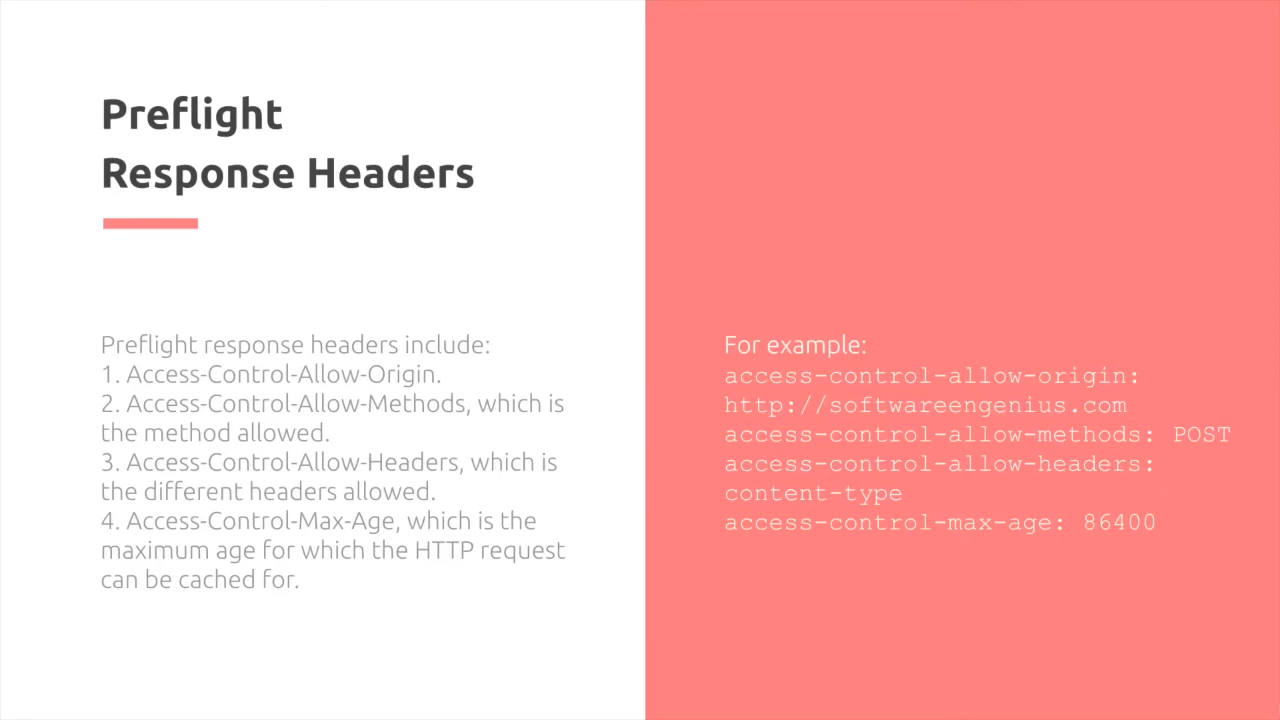 Preflight
Response Headers
Preflight response headers include:
1. Access-Control-Allow-Origin.
2. Access-Control-Allow-Methods, which is
the method allowed.
3. Access-Control-Allow-Headers, which is
the different headers allowed.
4. Access-Control-Max-Age, which is the
maximum age for which the HTTP request
can be cached for.
For example:
access-control-allow-origin:
http://softwareengenius.com
access-control-allow-methods: POST
access-control-allow-headers:
content-type
access-control-max-age: 86400